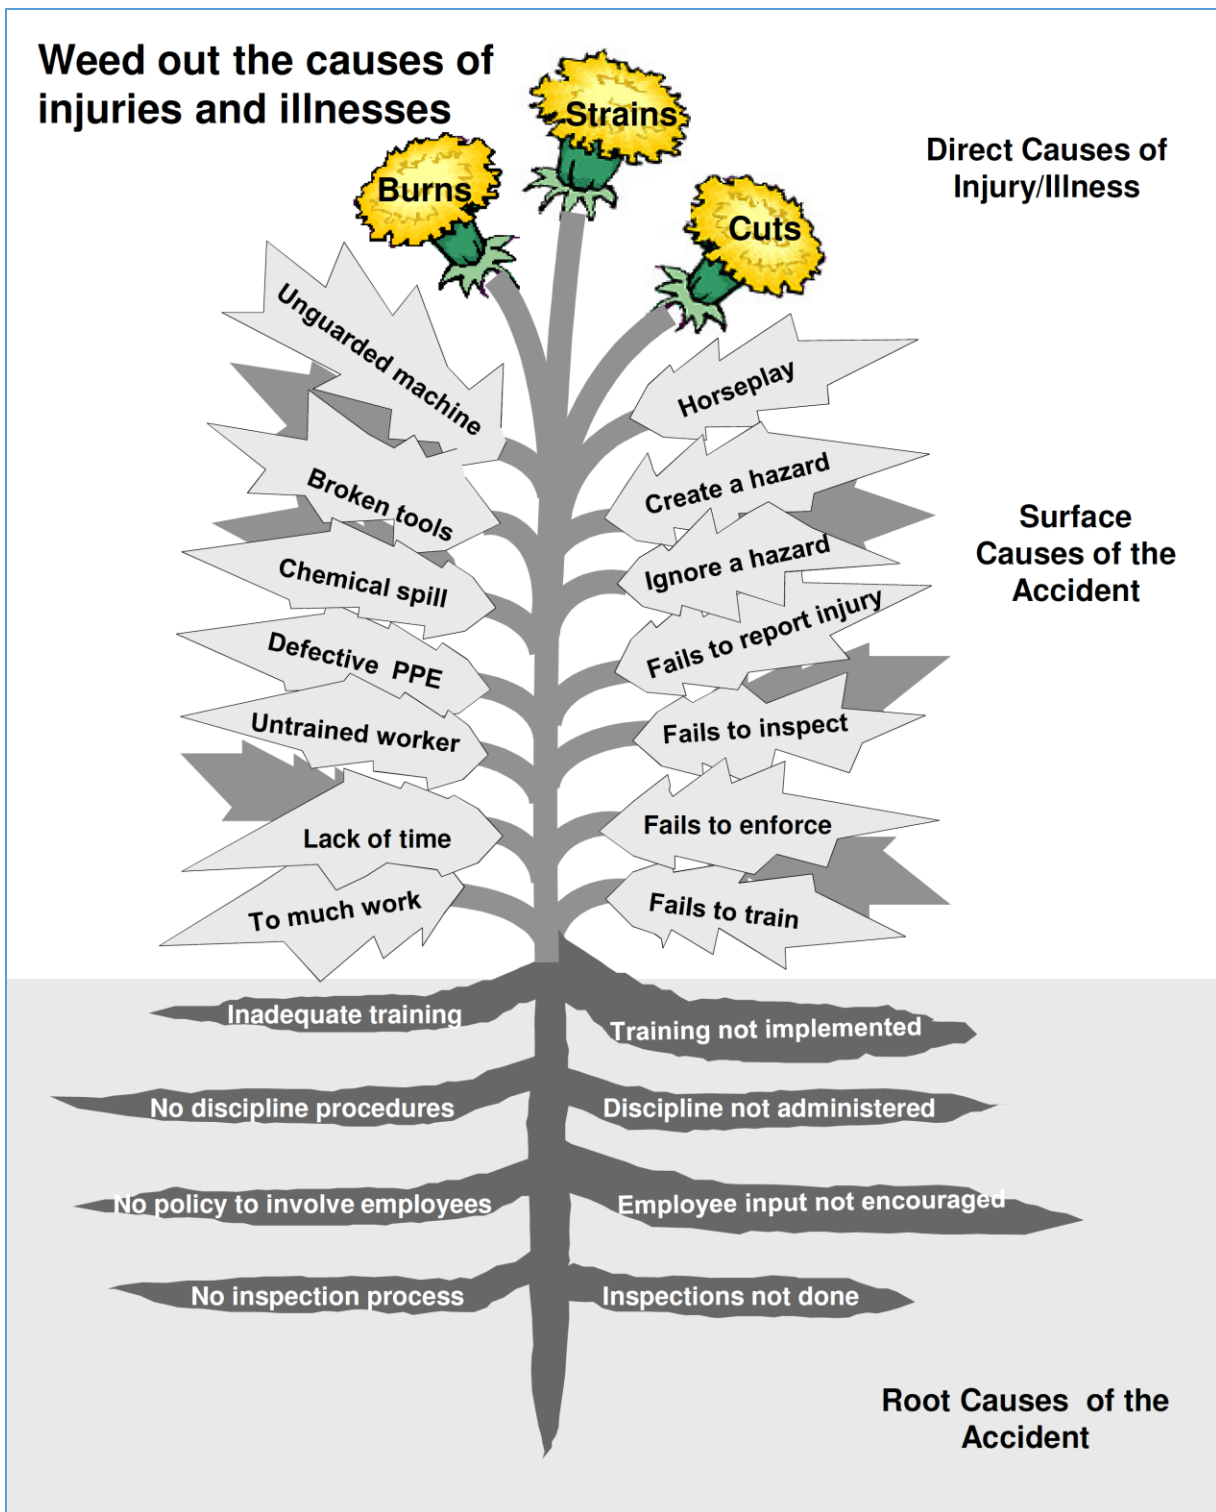 Weed out the causes of
injuries and illnesses
Strains
Burns
Cuts
Direct Causes of
Injury/Illness
Unguarded machine
Broken tools
Chemical spill
Defective PPE
Untrained worker
Lack of time
To much work
Horseplay
Create a hazard
Ignore a hazard
Fails to report injury
Fails to inspect
Fails to enforce
Fails to train
Surface
Causes of the
Accident
Inadequate training
Training not implemented
No discipline procedures
Discipline not administered
No policy to involve employees
Employee input not encouraged
No inspection process
Inspections not done
Root Causes of the
Accident